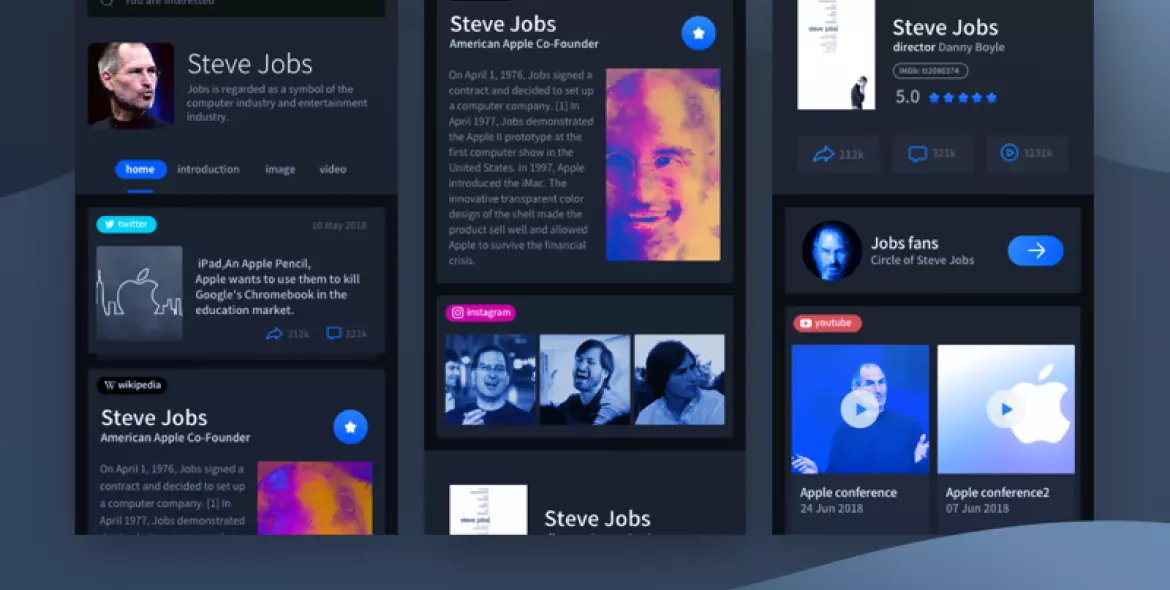 You are interested
Steve Jobs
Jobs is regarded as a symbol of the
computer industry and entertainment
industry.
home
introduction
image
video
twitter
10 May 2018
iPad,An Apple Pencil,
Apple wants to use them to kill
Google's Chromebook in the
education market.
212k
321k
W wikipedia
Steve Jobs
American Apple Co-Founder
On April 1, 1976, Jobs signed a
contract and decided to set up
a computer company. [1] In
April 1977, Jobs demonstrated
Steve Jobs
American Apple Co-Founder
On April 1, 1976, Jobs signed a
contract and decided to set up
a computer company. [1] In
April 1977, Jobs demonstrated
the Apple II prototype at the
first computer show in the
United States. In 1997, Apple
introduced the iMac. The
innovative transparent color
design of the shell made the
product sell well and allowed
Apple to survive the financial
crisis.
instagram
steve jobs
Steve Jobs
steve jobs
Steve Jobs
director Danny Boyle
5.0
212k
321k
3231k
Jobs fans
Circle of Steve Jobs
youtube
Apple conference
24 Jun 2018
Apple conference2
07 Jun 2018